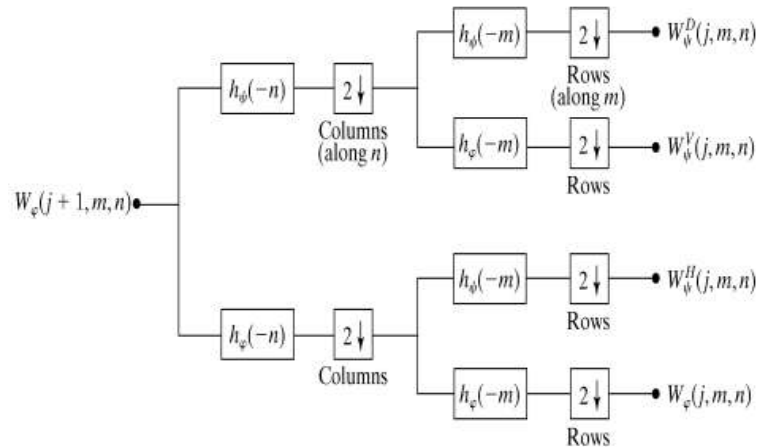 h_ψ(−m) 2↓ W_ψ^D(j, m, n)
Rows
(along m)
h_ψ(−n) 2↓
Columns
(along n)
h_φ(−m) 2↓ W_ψ^V(j, m, n)
Rows
W_φ(j + 1, m, n)
h_ψ(−m) 2↓ W_ψ^H(j, m, n)
Rows
h_φ(−n) 2↓
Columns
h_φ(−m) 2↓ W_φ(j, m, n)
Rows